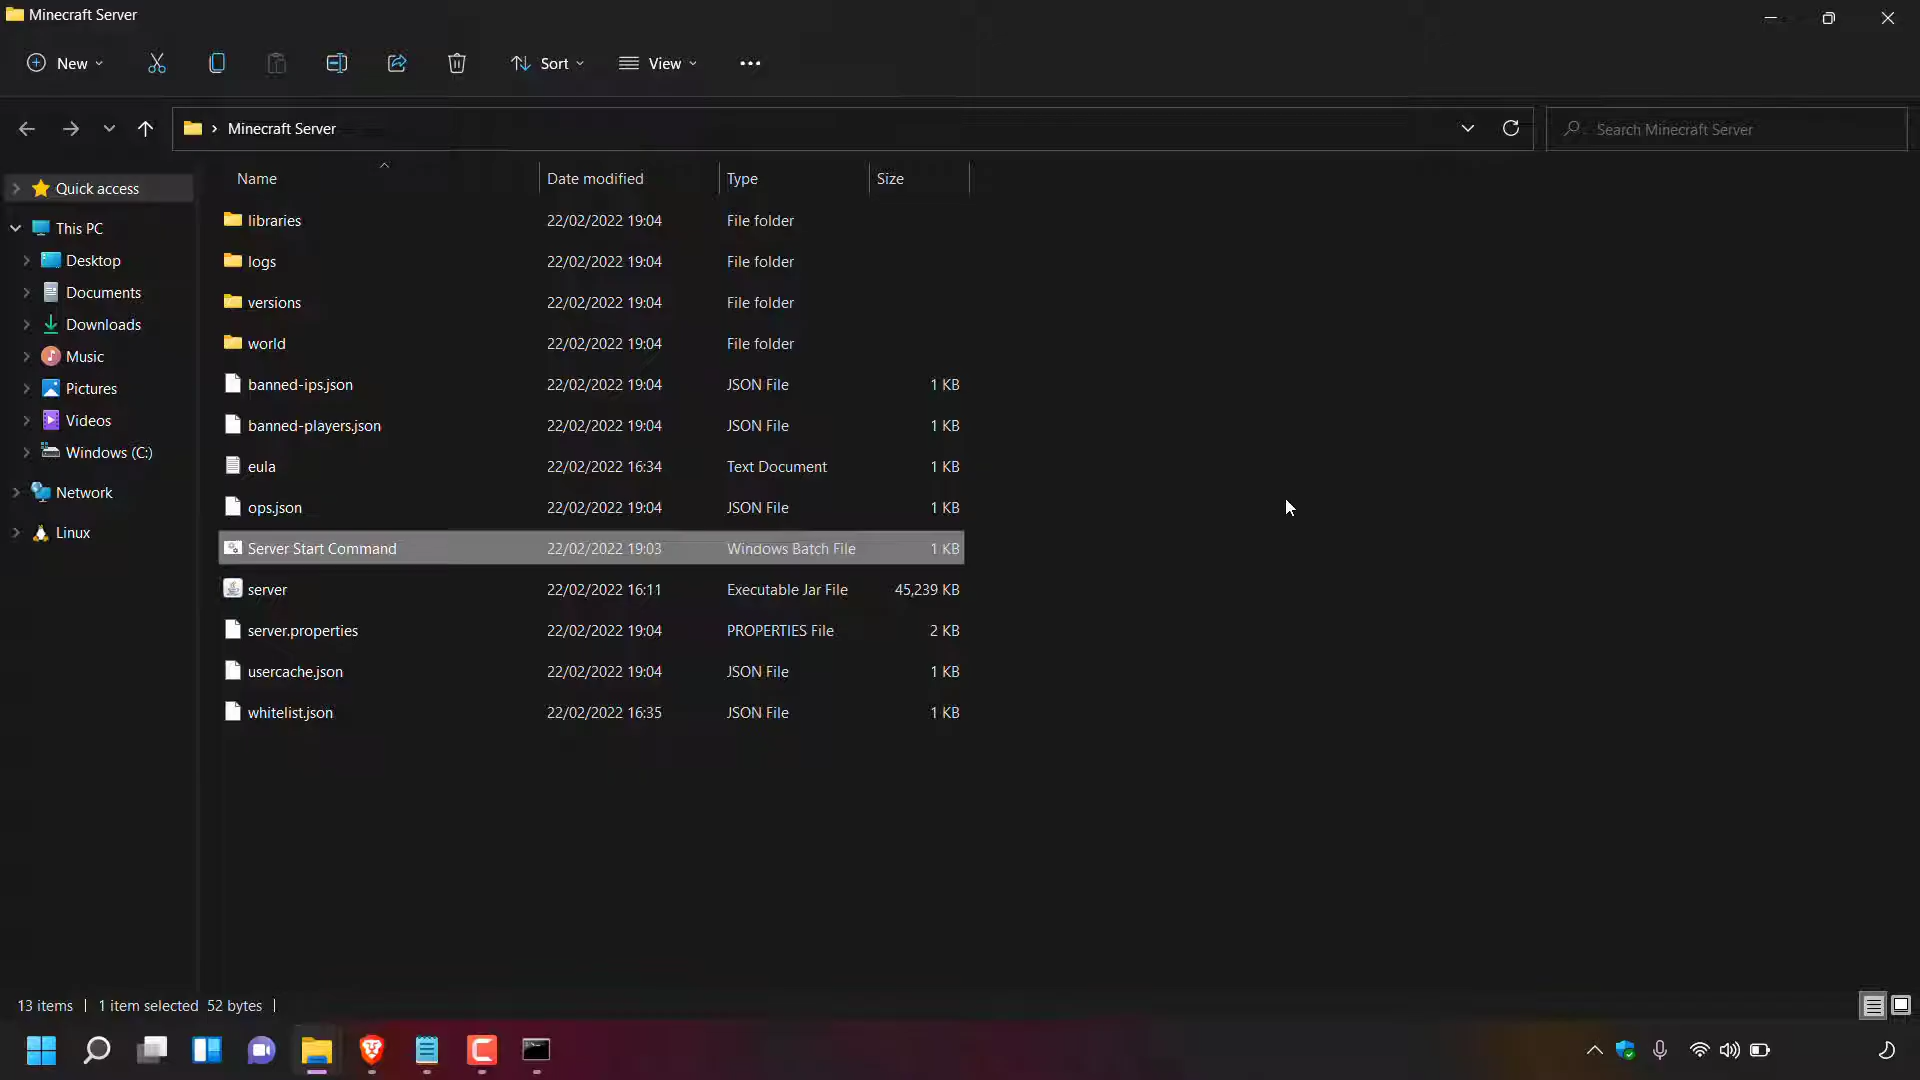 Minecraft Server
New
Sort
View
Minecraft Server
Search Minecraft Server
Name Date modified Type Size
Quick access
This PC
Desktop
Documents
Downloads
Music
Pictures
Videos
Windows (C:)
Network
Linux
libraries 22/02/2022 19:04 File folder
logs 22/02/2022 19:04 File folder
versions 22/02/2022 19:04 File folder
world 22/02/2022 19:04 File folder
banned-ips.json 22/02/2022 19:04 JSON File 1 KB
banned-players.json 22/02/2022 19:04 JSON File 1 KB
eula 22/02/2022 16:34 Text Document 1 KB
ops.json 22/02/2022 19:04 JSON File 1 KB
Server Start Command 22/02/2022 19:03 Windows Batch File 1 KB
server 22/02/2022 16:11 Executable Jar File 45,239 KB
server.properties 22/02/2022 19:04 PROPERTIES File 2 KB
usercache.json 22/02/2022 19:04 JSON File 1 KB
whitelist.json 22/02/2022 16:35 JSON File 1 KB
13 items 1 item selected 52 bytes